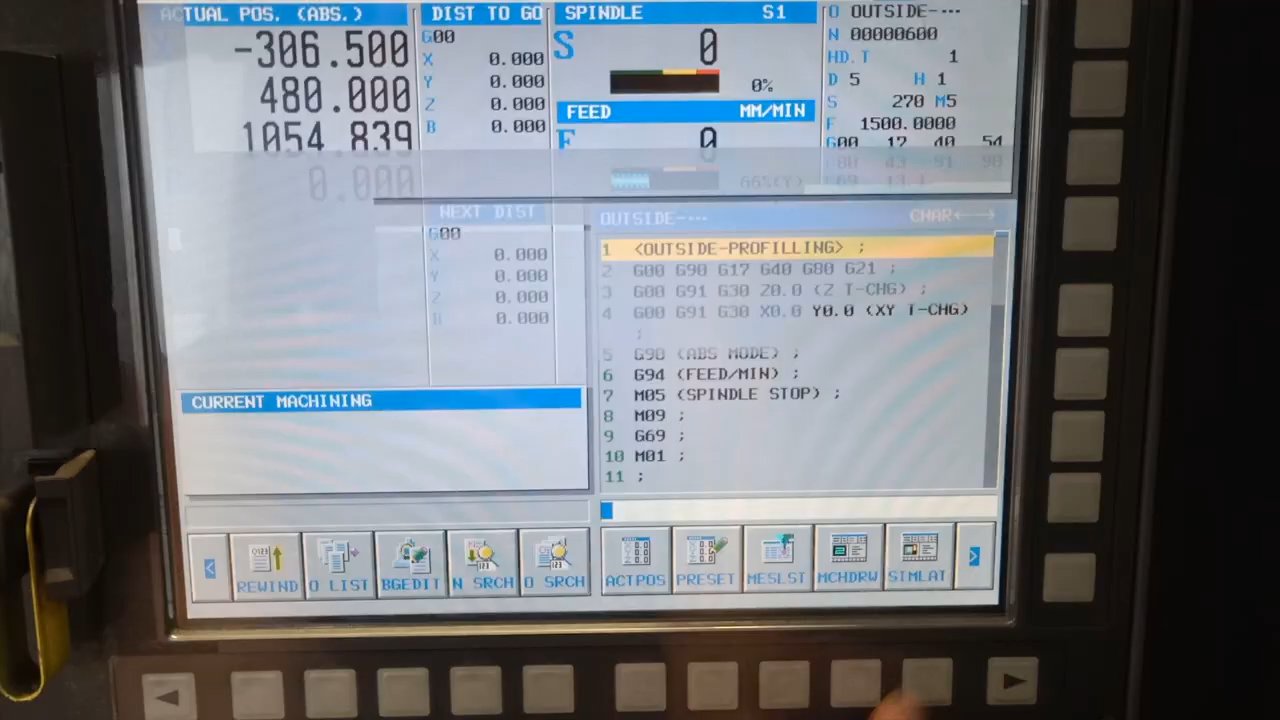 ACTUAL POS. (ABS.)
-306.500
480.000
1054.839
0.000
DIST TO GO
G00
X 0.000
Y 0.000
Z 0.000
B 0.000
SPINDLE S1
S 0
0%
FEED MM/MIN
F 0
66%(Y)
O OUTSIDE-···
N 00000600
HD.T 1
D 5 H 1
S 270 M5
F 1500.0000
G00 17 40 54
G80 43 91 98
NEXT DIST
G00
X 0.000
Y 0.000
Z 0.000
B 0.000
OUTSIDE-··· CHAR←→
1 <OUTSIDE-PROFILLING> ;
2 G00 G90 G17 G40 G80 G21 ;
3 G00 G91 G30 Z0.0 (Z T-CHG) ;
4 G00 G91 G30 X0.0 Y0.0 (XY T-CHG)
;
5 G90 (ABS MODE) ;
6 G94 (FEED/MIN) ;
7 M05 (SPINDLE STOP) ;
8 M09 ;
9 G69 ;
10 M01 ;
11 ;
CURRENT MACHINING
< REWIND O LIST BGEDIT N SRCH O SRCH ACTPOS PRESET MESLST MCHDRW SIMLAT >